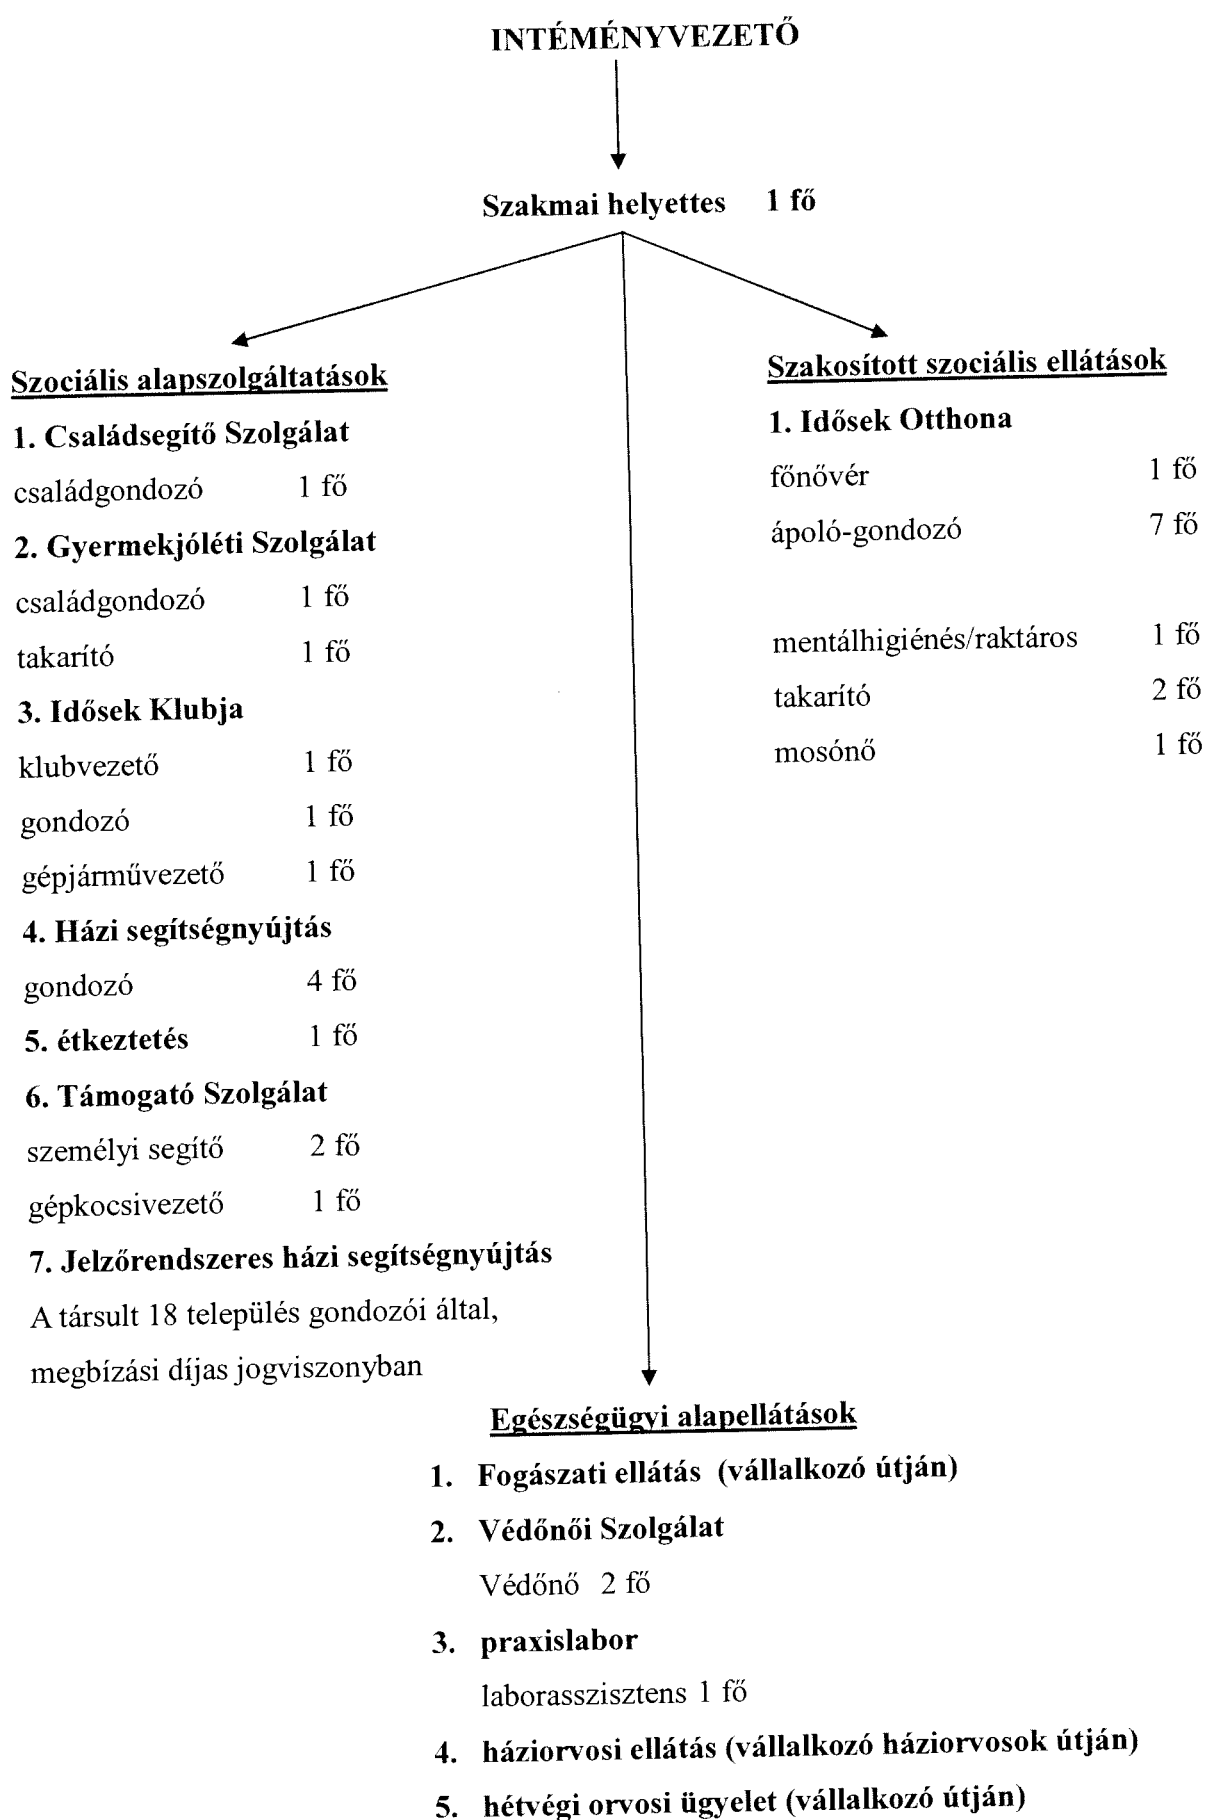 INTÉMÉNYVEZETŐ
Szakmai helyettes 1 fő
Szociális alapszolgáltatások
1. Családsegítő Szolgálat
családgondozó 1 fő
2. Gyermekjóléti Szolgálat
családgondozó 1 fő
takarító 1 fő
3. Idősek Klubja
klubvezető 1 fő
gondozó 1 fő
gépjárművezető 1 fő
4. Házi segítségnyújtás
gondozó 4 fő
5. étkeztetés 1 fő
6. Támogató Szolgálat
személyi segítő 2 fő
gépkocsivezető 1 fő
7. Jelzőrendszeres házi segítségnyújtás
A társult 18 település gondozói által,
megbízási díjas jogviszonyban
Szakosított szociális ellátások
1. Idősek Otthona
főnővér 1 fő
ápoló-gondozó 7 fő
mentálhigiénés/raktáros 1 fő
takarító 2 fő
mosónő 1 fő
Egészségügyi alapellátások
1. Fogászati ellátás (vállalkozó útján)
2. Védőnői Szolgálat
Védőnő 2 fő
3. praxislabor
laborasszisztens 1 fő
4. háziorvosi ellátás (vállalkozó háziorvosok útján)
5. hétvégi orvosi ügyelet (vállalkozó útján)